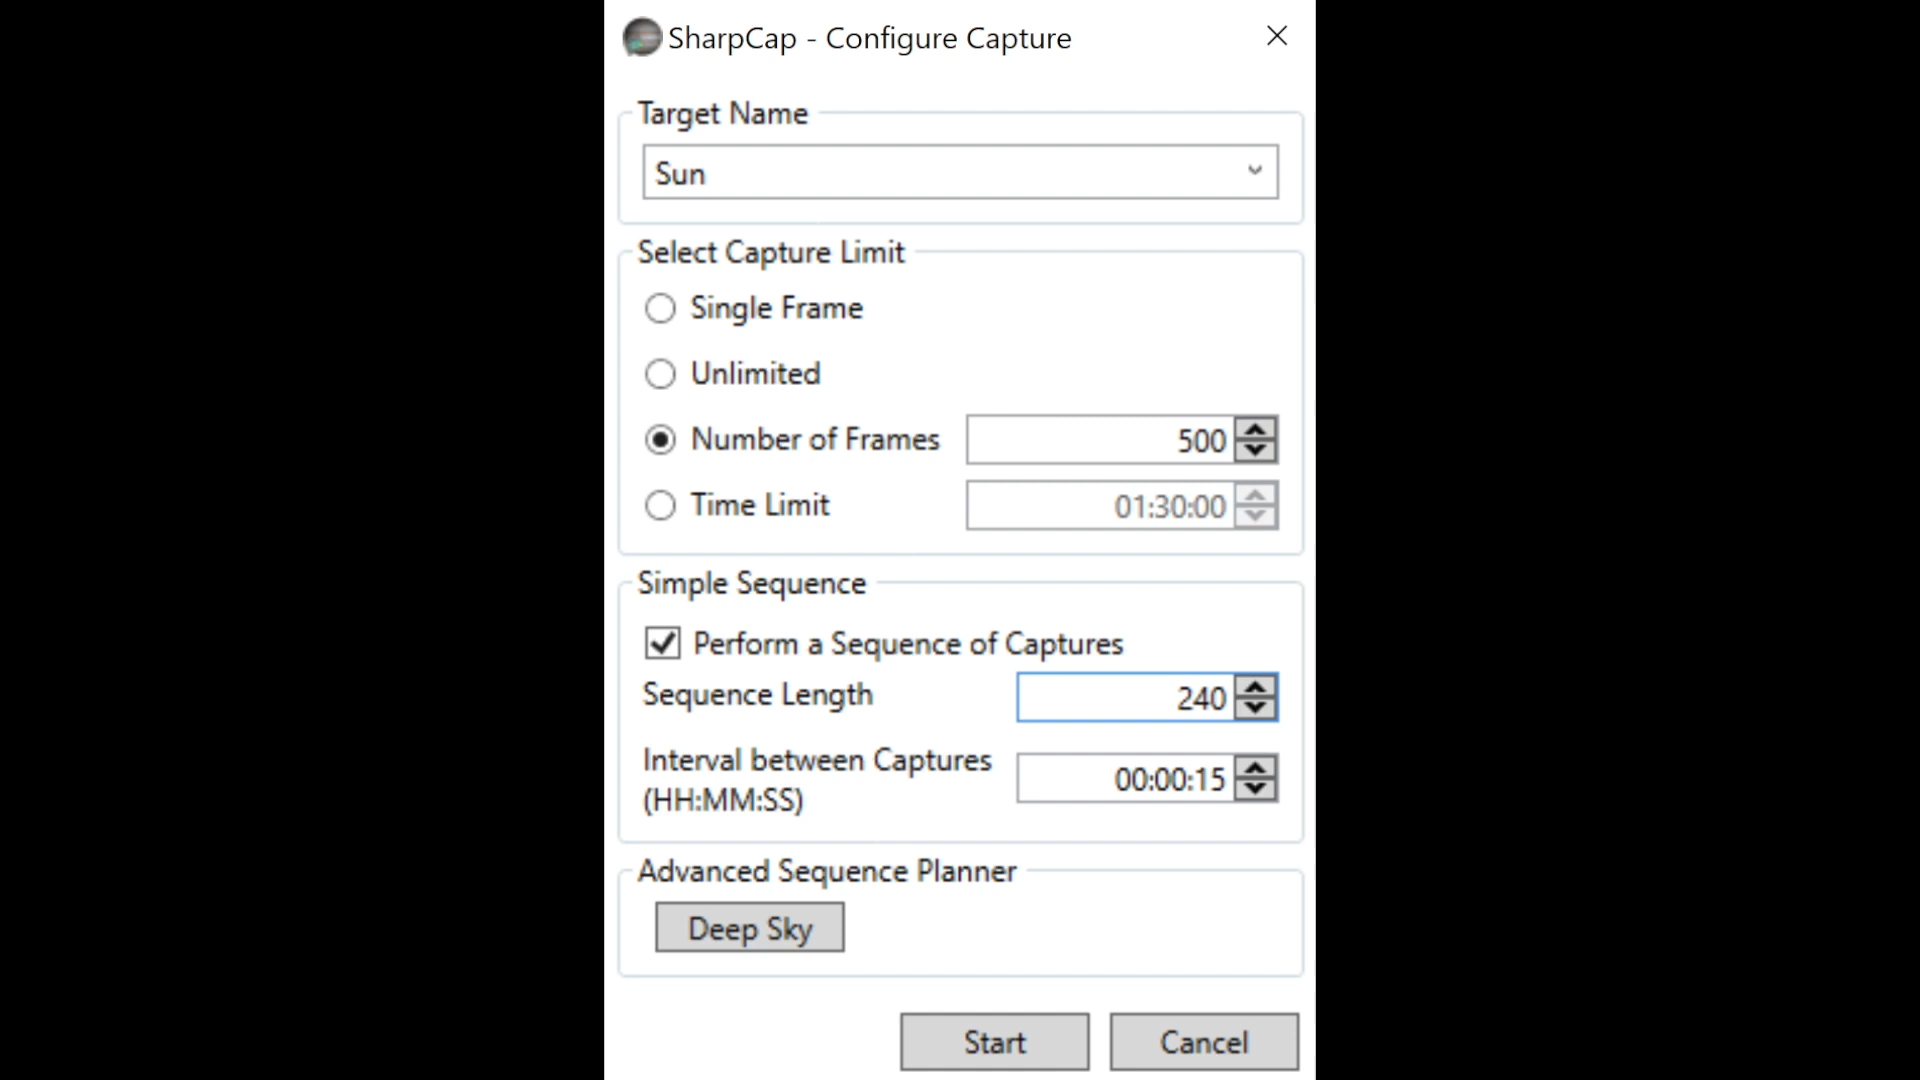 SharpCap - Configure Capture
Target Name
Sun
Select Capture Limit
Single Frame
Unlimited
Number of Frames 500
Time Limit 01:30:00
Simple Sequence
Perform a Sequence of Captures
Sequence Length 240
Interval between Captures
(HH:MM:SS) 00:00:15
Advanced Sequence Planner
Deep Sky
Start Cancel